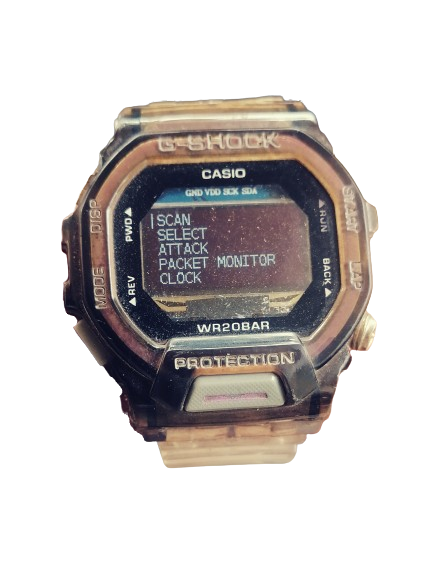 G-SHOCK
CASIO
GND VDD SCK SDA
DISP
PWD▲
MODE
▲REV
SCAN
SELECT
ATTACK
PACKET MONITOR
CLOCK
▲RUN
START
BACK▲
LAP
WR20BAR
PROTECTION